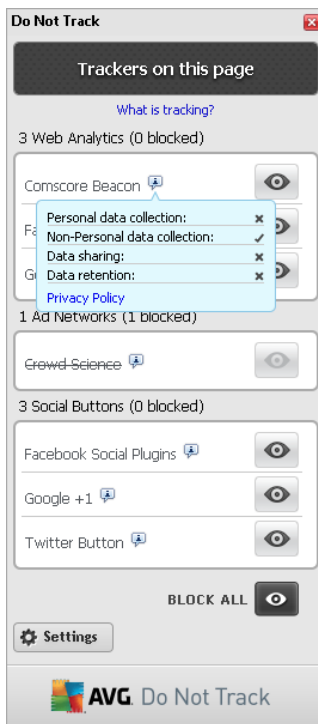 Do Not Track
Trackers on this page
What is tracking?
3 Web Analytics (0 blocked)
Comscore Beacon
Personal data collection:
Non-Personal data collection:
Data sharing:
Data retention:
Privacy Policy
1 Ad Networks (1 blocked)
Crowd Science
3 Social Buttons (0 blocked)
Facebook Social Plugins
Google +1
Twitter Button
BLOCK ALL
Settings
AVG. Do Not Track